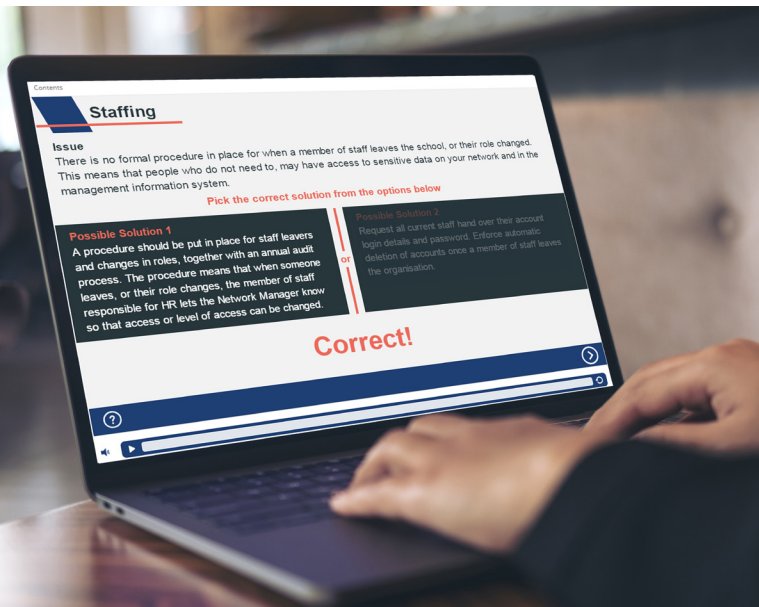 Contents
Staffing
Issue
There is no formal procedure in place for when a member of staff leaves the school, or their role changed.
This means that people who do not need to, may have access to sensitive data on your network and in the
management information system.
Pick the correct solution from the options below
Possible Solution 1
A procedure should be put in place for staff leavers
and changes in roles, together with an annual audit
process. The procedure means that when someone
leaves, or their role changes, the member of staff
responsible for HR lets the Network Manager know
so that access or level of access can be changed.
or
Possible Solution 2
Request all current staff hand over their account
login details and password. Enforce automatic
deletion of accounts once a member of staff leaves
the organisation.
Correct!
?